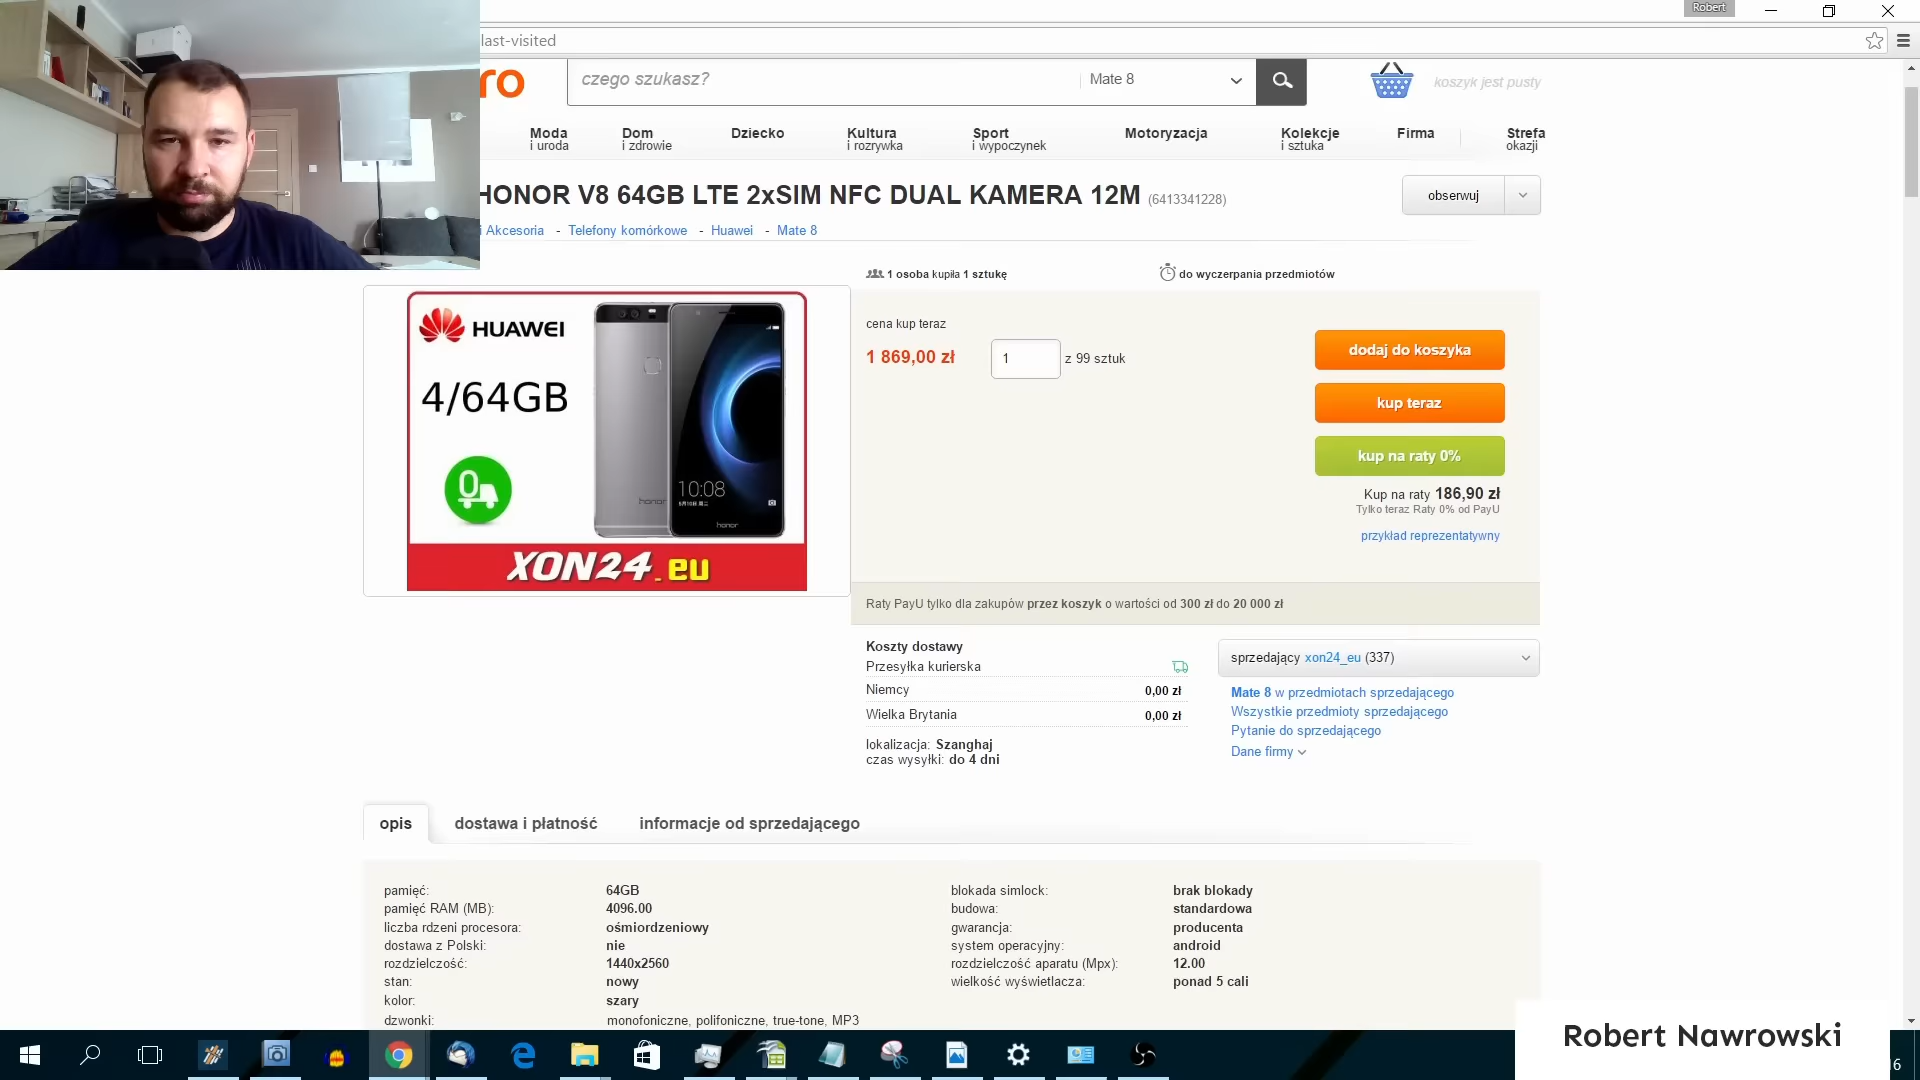 Robert
last-visited
ro
czego szukasz?
Mate 8
koszyk jest pusty
Moda
i uroda
Dom
i zdrowie
Dziecko
Kultura
i rozrywka
Sport
i wypoczynek
Motoryzacja
Kolekcje
i sztuka
Firma
Strefa
okazji
HONOR V8 64GB LTE 2xSIM NFC DUAL KAMERA 12M (6413341228)
obserwuj
i Akcesoria - Telefony komórkowe - Huawei - Mate 8
1 osoba kupiła 1 sztukę
do wyczerpania przedmiotów
HUAWEI
4/64GB
0
10:08
honor
honor
XON24.eu
cena kup teraz
1 869,00 zł
1 z 99 sztuk
dodaj do koszyka
kup teraz
kup na raty 0%
Kup na raty 186,90 zł
Tylko teraz Raty 0% od PayU
przykład reprezentatywny
Raty PayU tylko dla zakupów przez koszyk o wartości od 300 zł do 20 000 zł
Koszty dostawy
Przesyłka kurierska
Niemcy 0,00 zł
Wielka Brytania 0,00 zł
lokalizacja: Szanghaj
czas wysyłki: do 4 dni
sprzedający xon24_eu (337)
Mate 8 w przedmiotach sprzedającego
Wszystkie przedmioty sprzedającego
Pytanie do sprzedającego
Dane firmy
opis
dostawa i płatność
informacje od sprzedającego
pamięć: 64GB
pamięć RAM (MB): 4096.00
liczba rdzeni procesora: ośmiordzeniowy
dostawa z Polski: nie
rozdzielczość: 1440x2560
stan: nowy
kolor: szary
dzwonki: monofoniczne, polifoniczne, true-tone, MP3
blokada simlock: brak blokady
budowa: standardowa
gwarancja: producenta
system operacyjny: android
rozdzielczość aparatu (Mpx): 12.00
wielkość wyświetlacza: ponad 5 cali
Robert Nawrowski
16